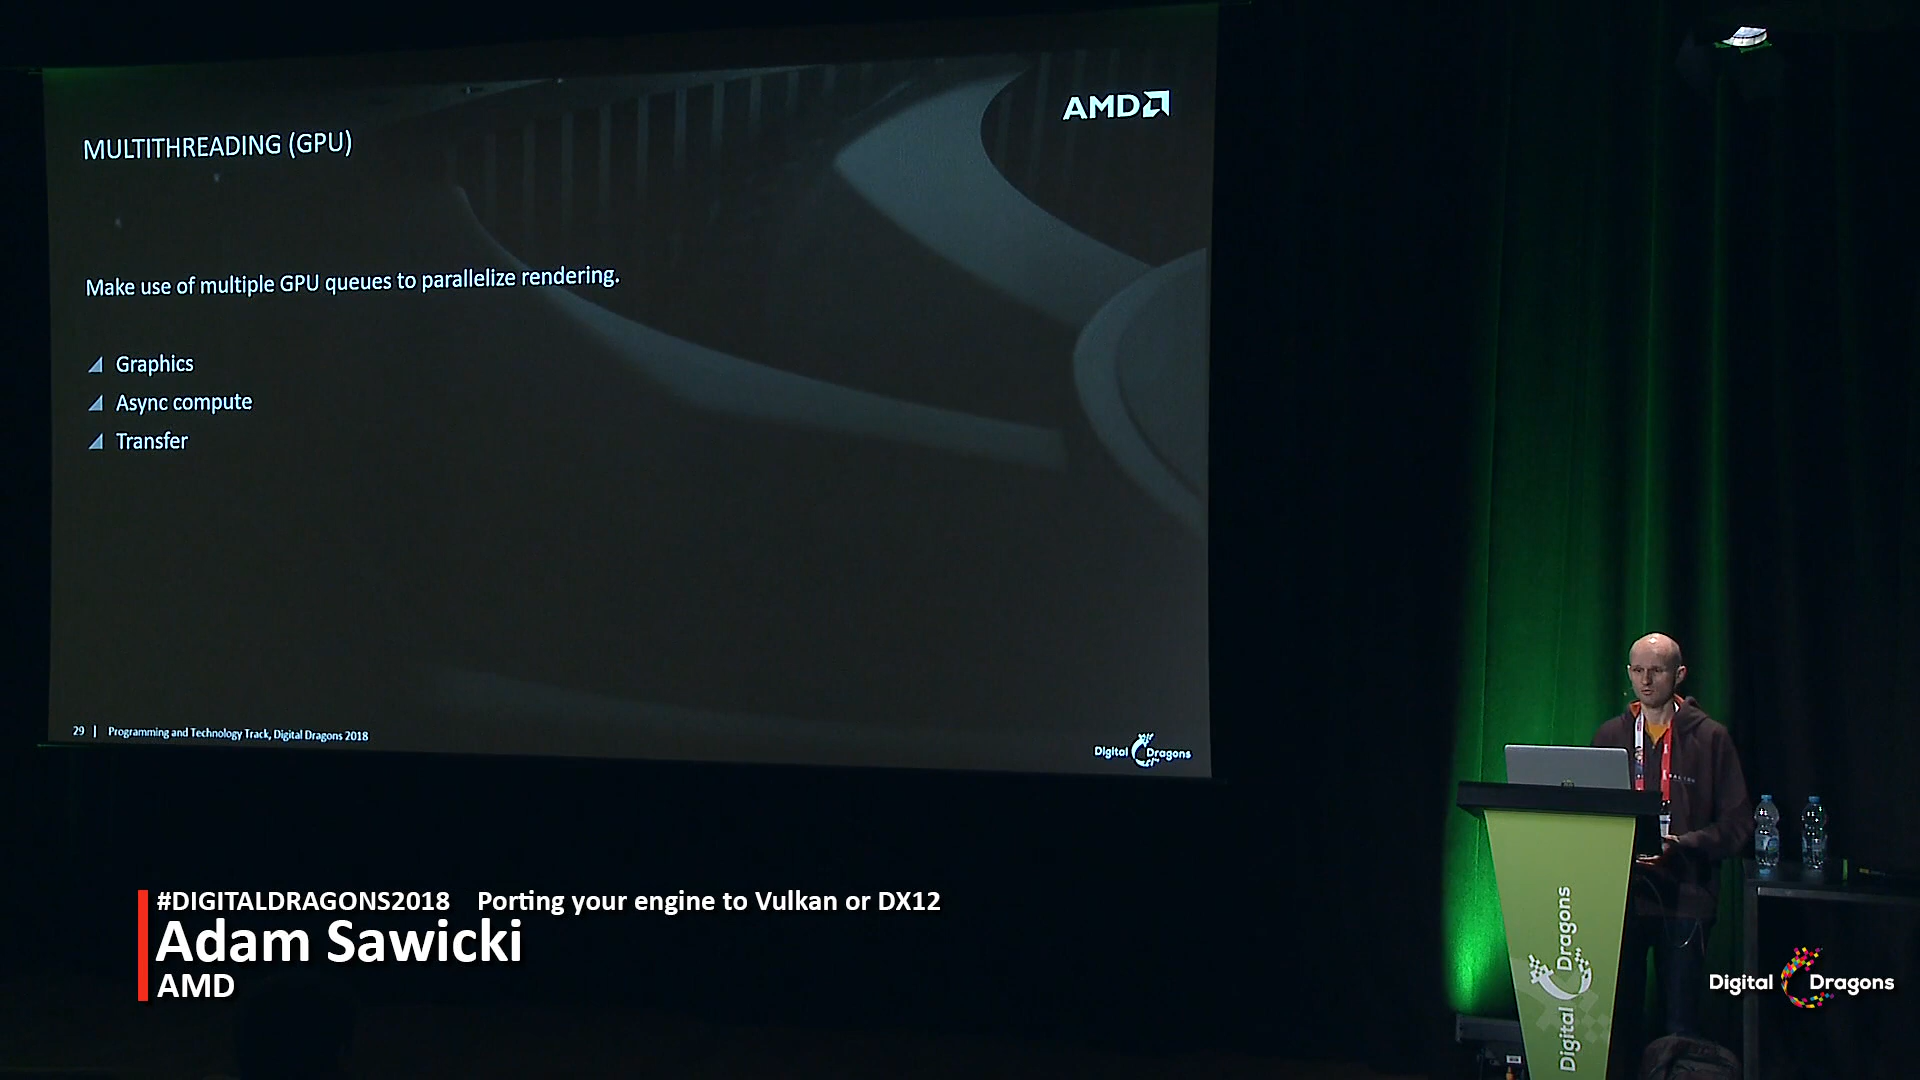 AMD
MULTITHREADING (GPU)
Make use of multiple GPU queues to parallelize rendering.
Graphics
Async compute
Transfer
29 | Programming and Technology Track, Digital Dragons 2018
Digital Dragons
#DIGITALDRAGONS2018 Porting your engine to Vulkan or DX12
Adam Sawicki
AMD
Digital Dragons
Digital Dragons